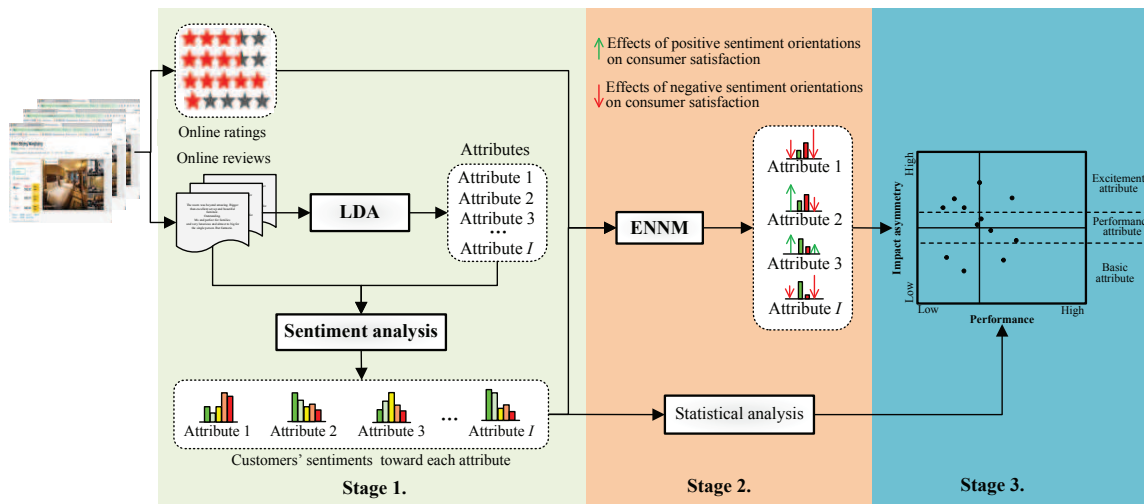 Online ratings
Online reviews
LDA
Attributes
Attribute 1
Attribute 2
Attribute 3
...
Attribute I
Sentiment analysis
Attribute 1
Attribute 2
Attribute 3
...
Attribute I
Customers' sentiments toward each attribute
Stage 1.
Effects of positive sentiment orientations
on consumer satisfaction
Effects of negative sentiment orientations
on consumer satisfaction
ENNM
Attribute 1
Attribute 2
Attribute 3
Attribute I
Statistical analysis
Stage 2.
High
Impact asymmetry
Low
Excitement
attribute
Performance
attribute
Basic
attribute
Low
High
Performance
Stage 3.